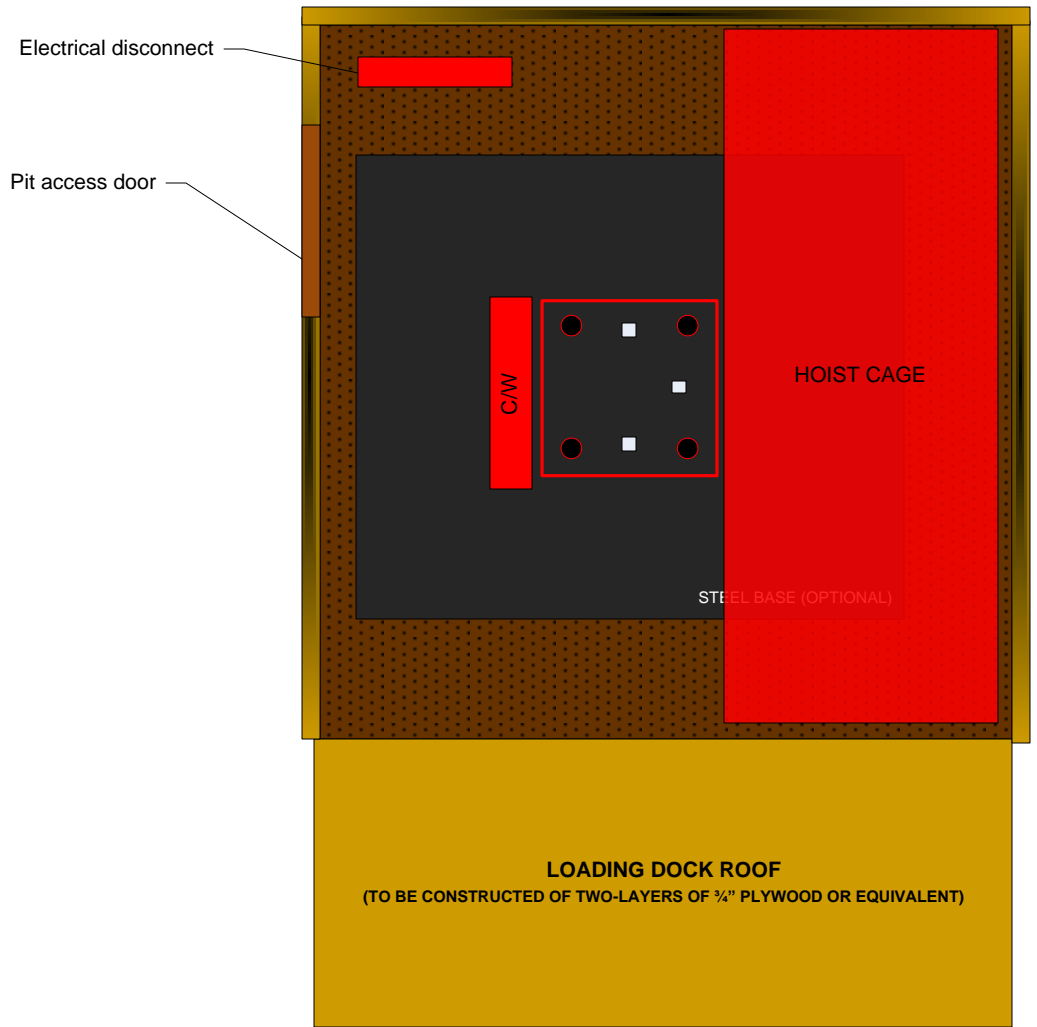 Electrical disconnect
Pit access door
HOIST CAGE
C/W
STEEL BASE (OPTIONAL)
LOADING DOCK ROOF
(TO BE CONSTRUCTED OF TWO-LAYERS OF ¾” PLYWOOD OR EQUIVALENT)